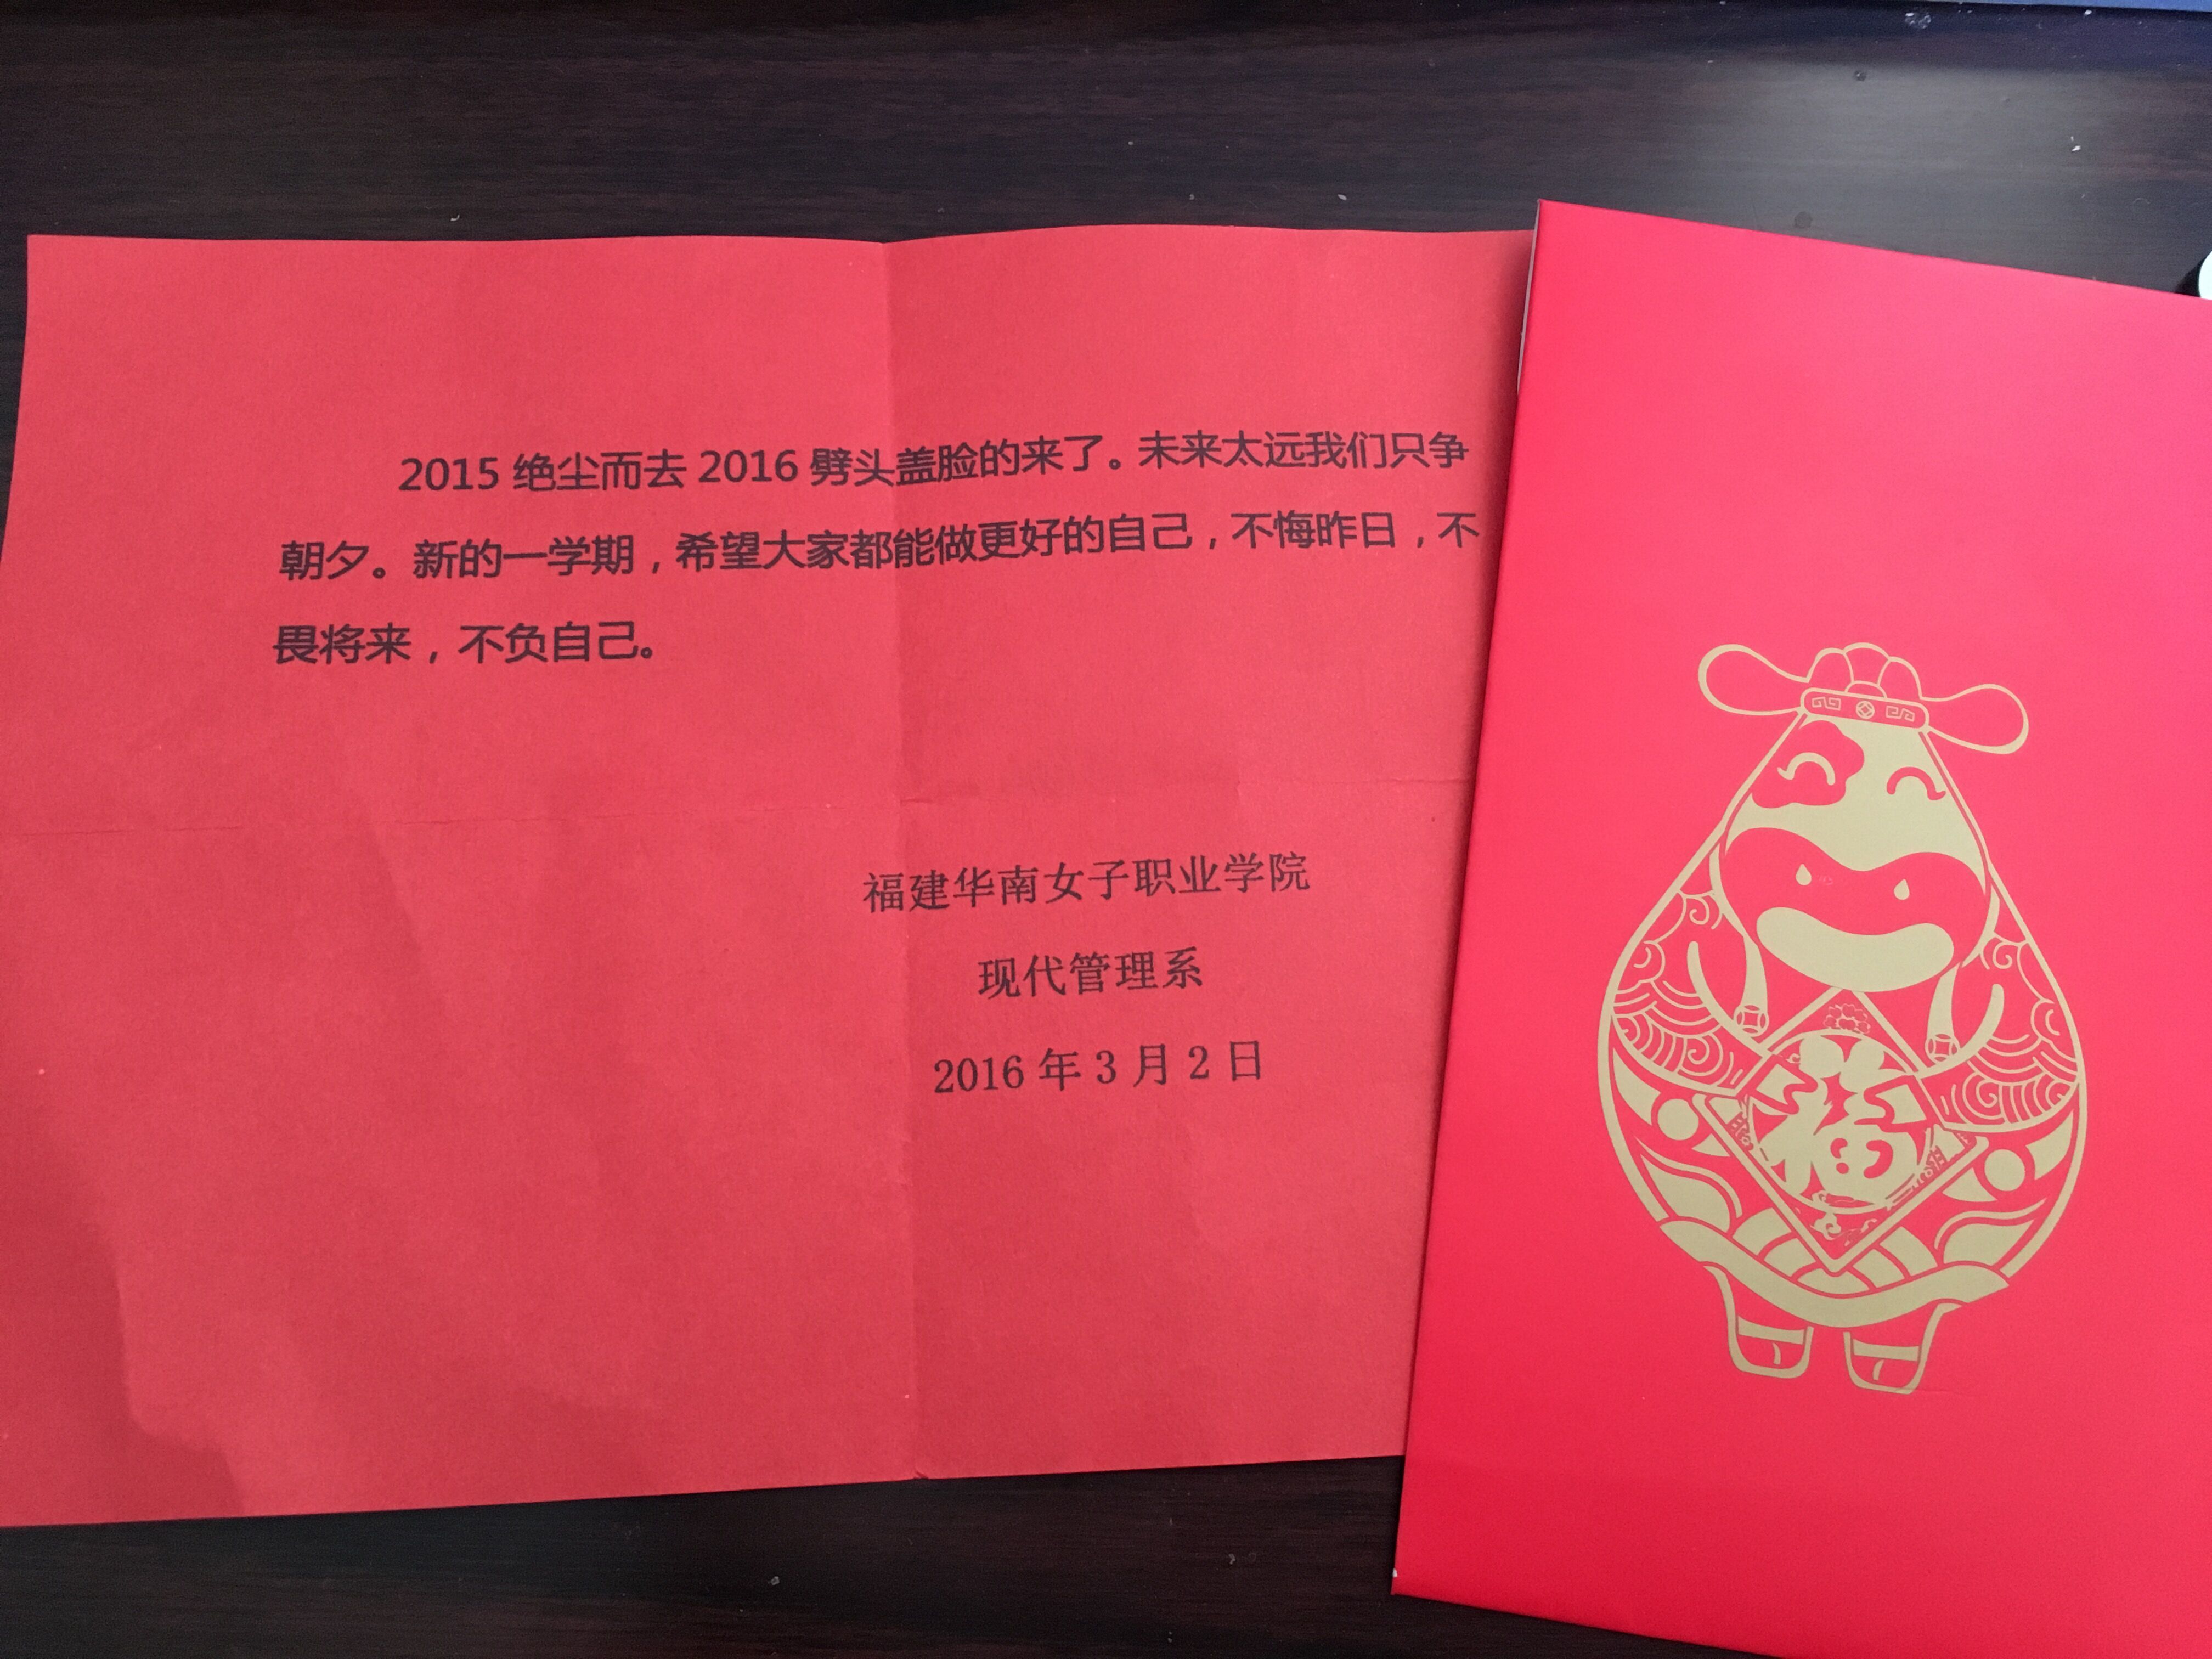 2015 绝尘而去 2016 劈头盖脸的来了。未来太远我们只争
朝夕。新的一学期，希望大家都能做更好的自己，不悔昨日，不
畏将来，不负自己。
福建华南女子职业学院
现代管理系
2016 年 3 月 2 日
福